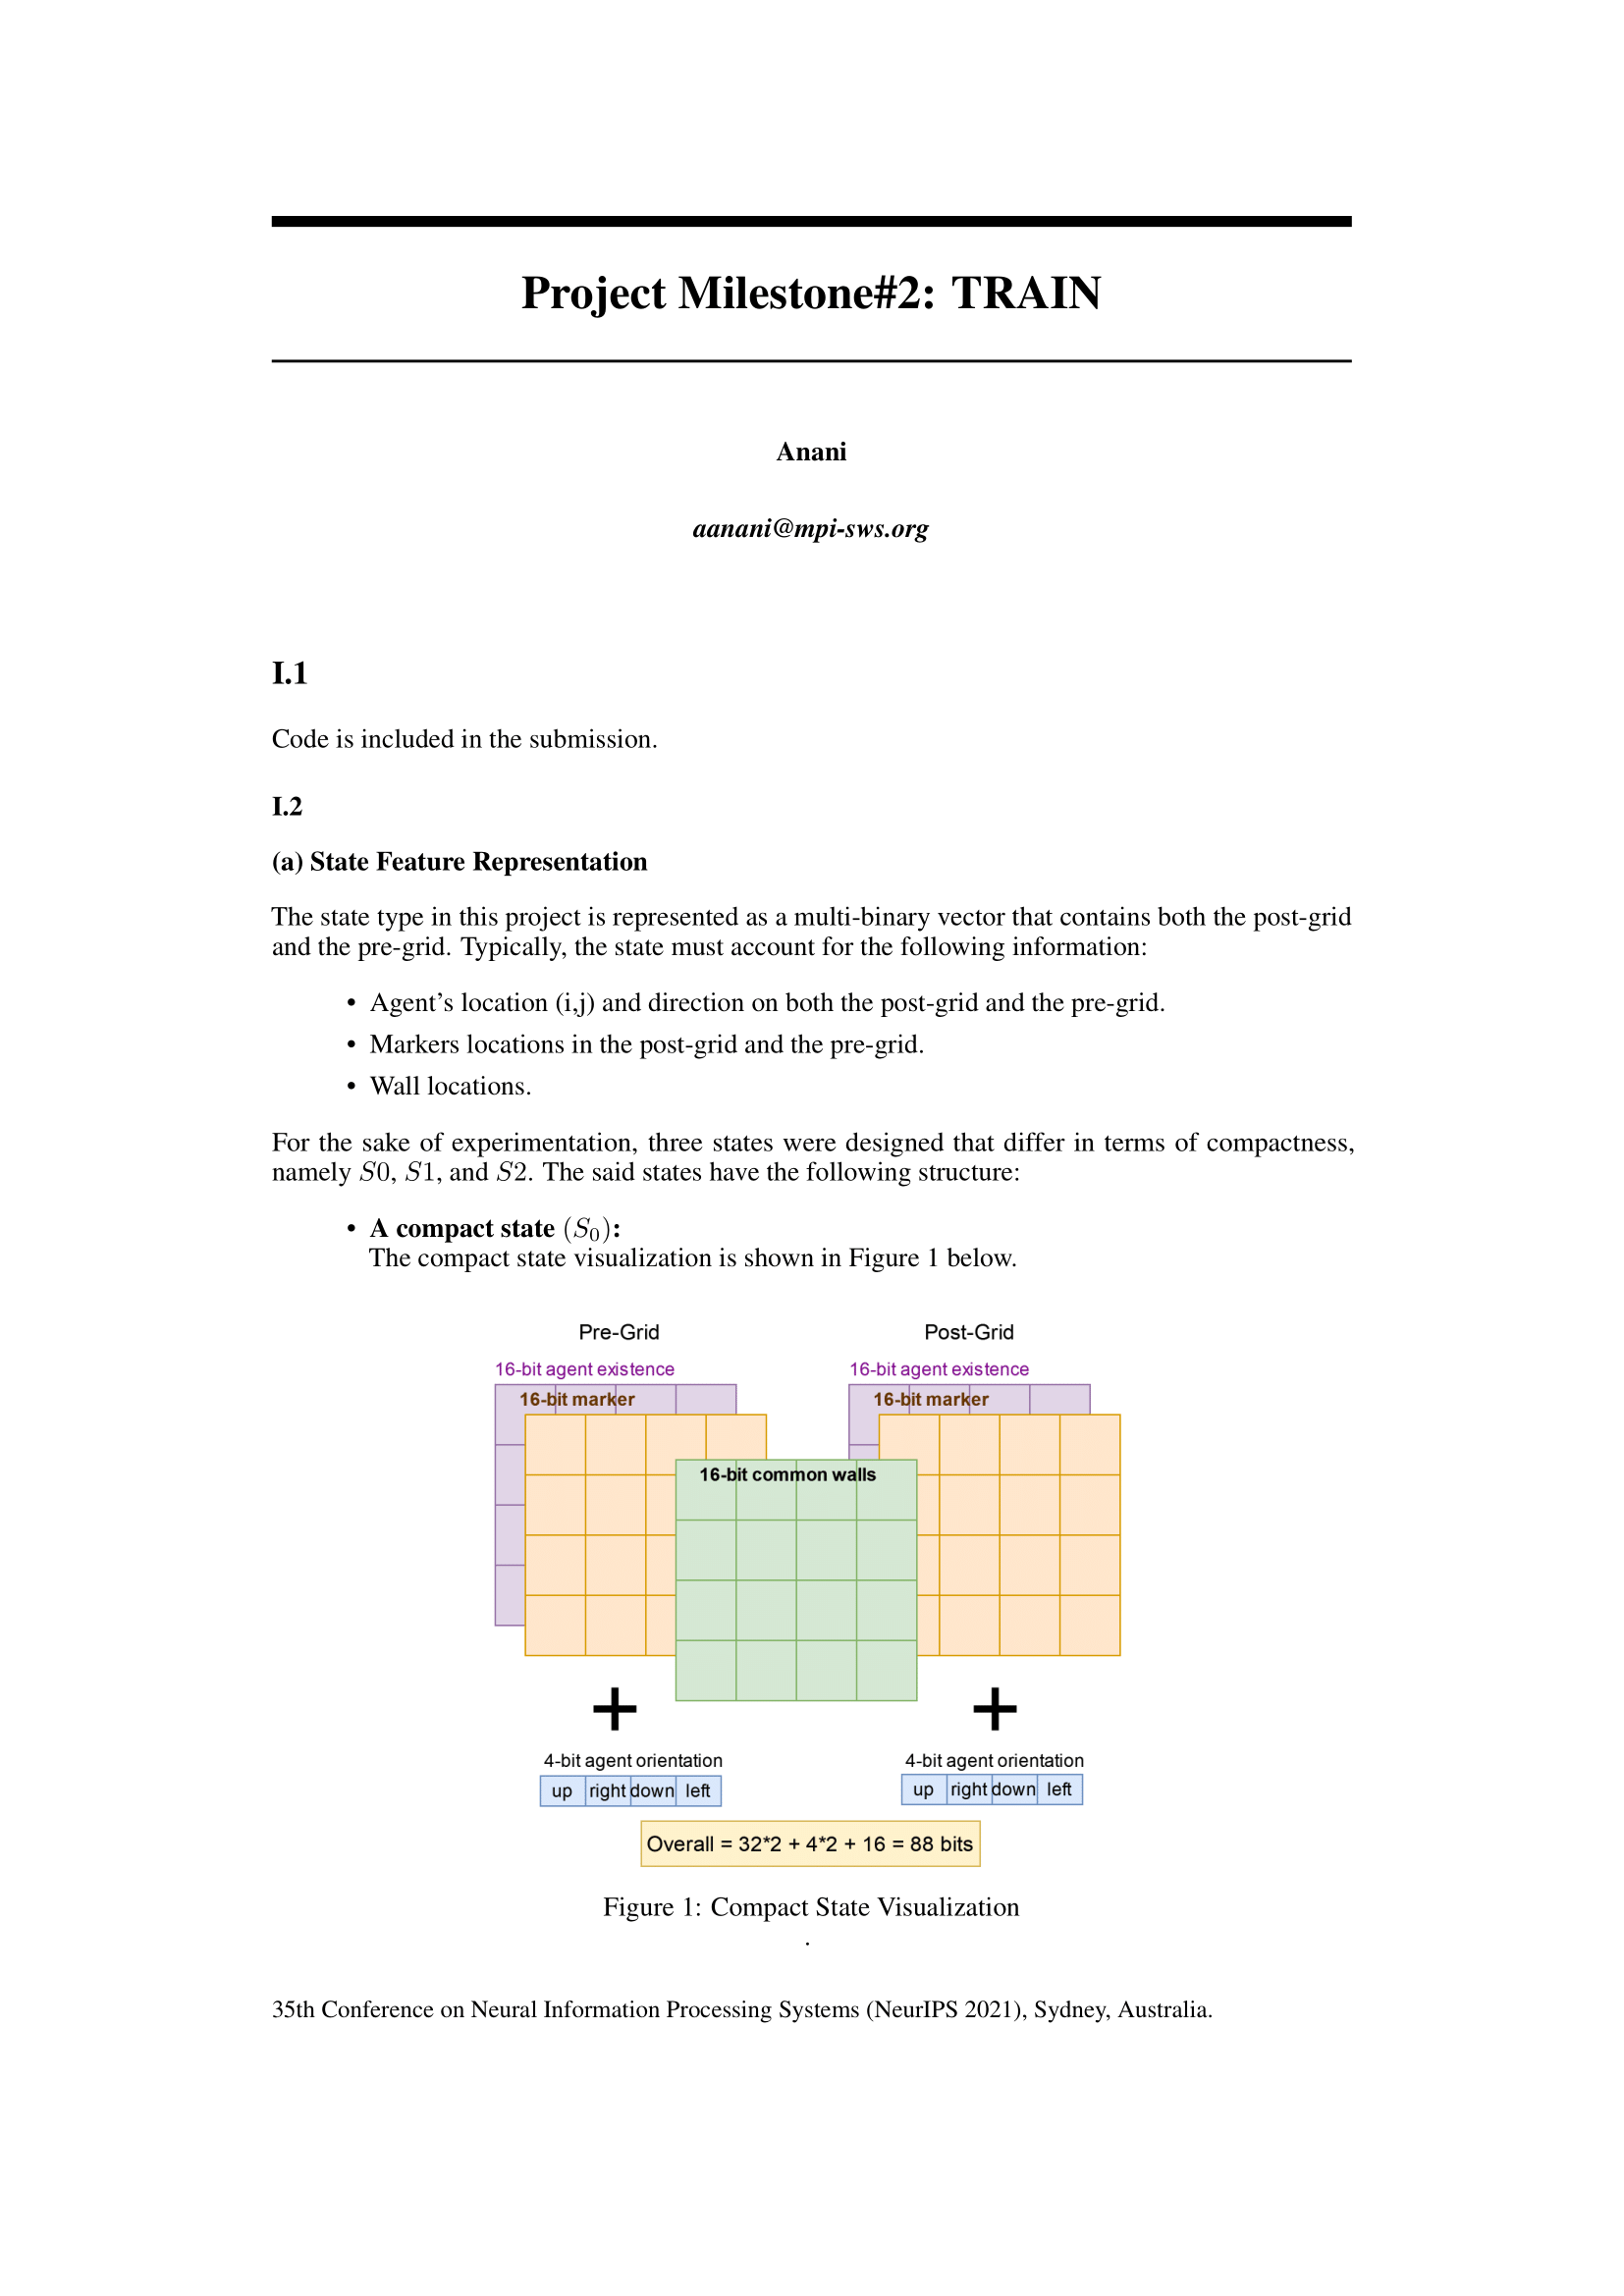 Project Milestone#2: TRAIN
Anani
aanani@mpi-sws.org
I.1
Code is included in the submission.
I.2
(a) State Feature Representation
The state type in this project is represented as a multi-binary vector that contains both the post-grid
and the pre-grid. Typically, the state must account for the following information:
• Agent's location (i,j) and direction on both the post-grid and the pre-grid.
• Markers locations in the post-grid and the pre-grid.
• Wall locations.
For the sake of experimentation, three states were designed that differ in terms of compactness,
namely S0, S1, and S2. The said states have the following structure:
• A compact state (S₀):
The compact state visualization is shown in Figure 1 below.
Pre-Grid
16-bit agent existence
16-bit marker
Post-Grid
16-bit agent existence
16-bit marker
16-bit common walls
+
4-bit agent orientation
up right down left
+
4-bit agent orientation
up right down left
Overall = 32*2 + 4*2 + 16 = 88 bits
Figure 1: Compact State Visualization
.
35th Conference on Neural Information Processing Systems (NeurIPS 2021), Sydney, Australia.